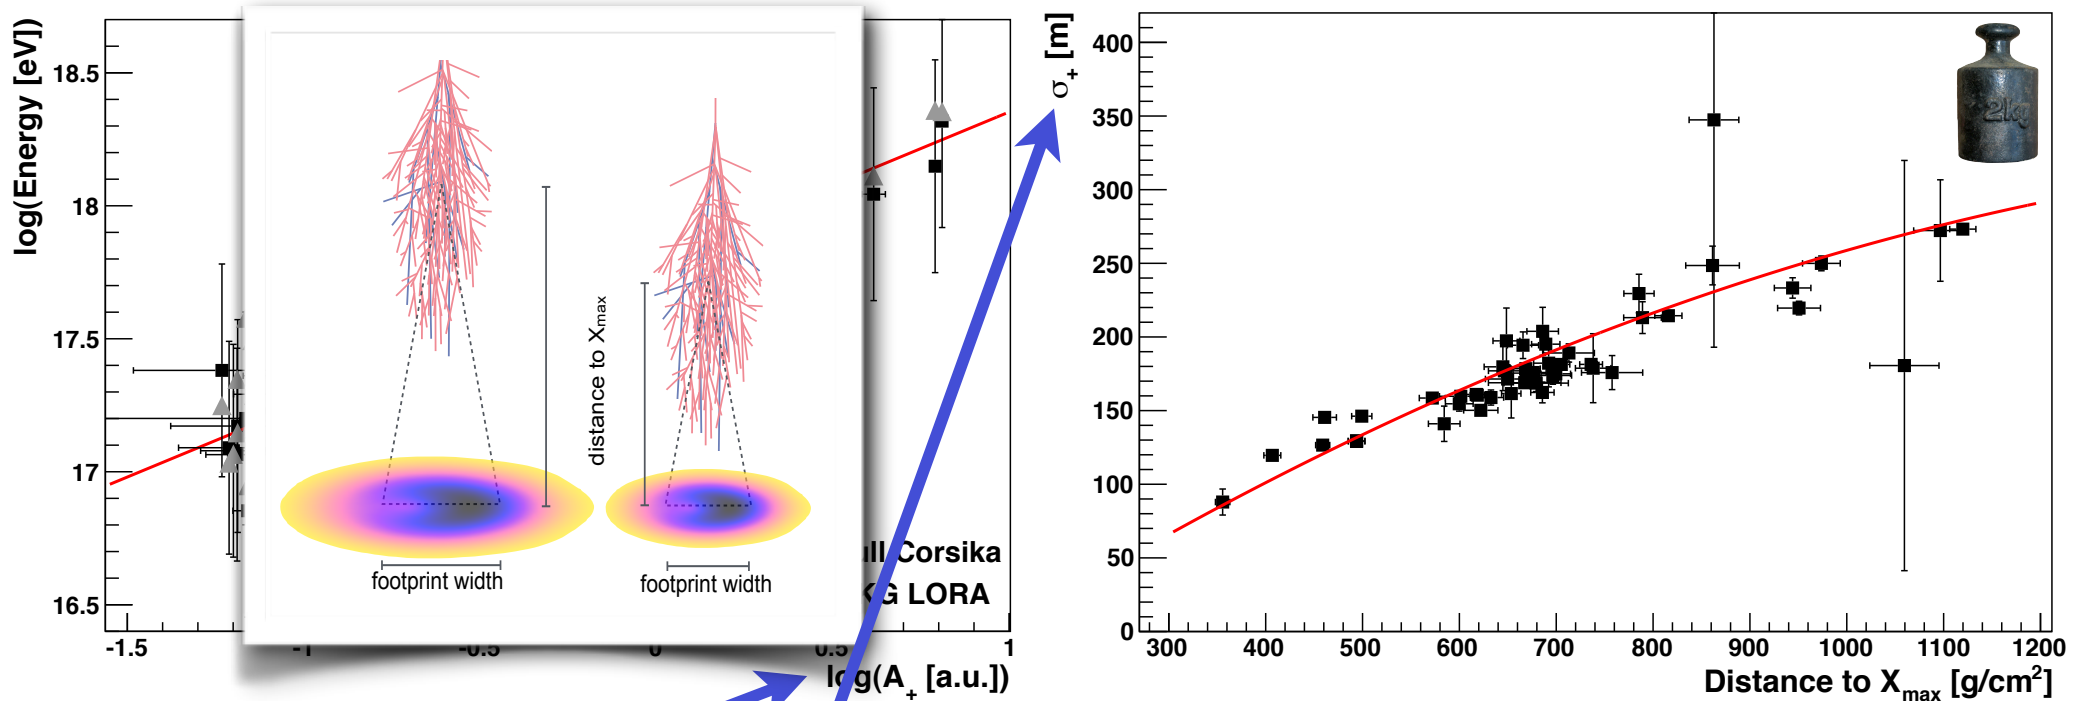 log(Energy [eV])
18.5
18
17.5
17
16.5
-1.5
-1
-0.5
0
0.5
1
log(A+ [a.u.])
Corsika
LORA
distance to Xmax
footprint width
footprint width
σ+ [m]
400
350
300
250
200
150
100
50
0
300 400 500 600 700 800 900 1000 1100 1200
Distance to Xmax [g/cm²]
2kg